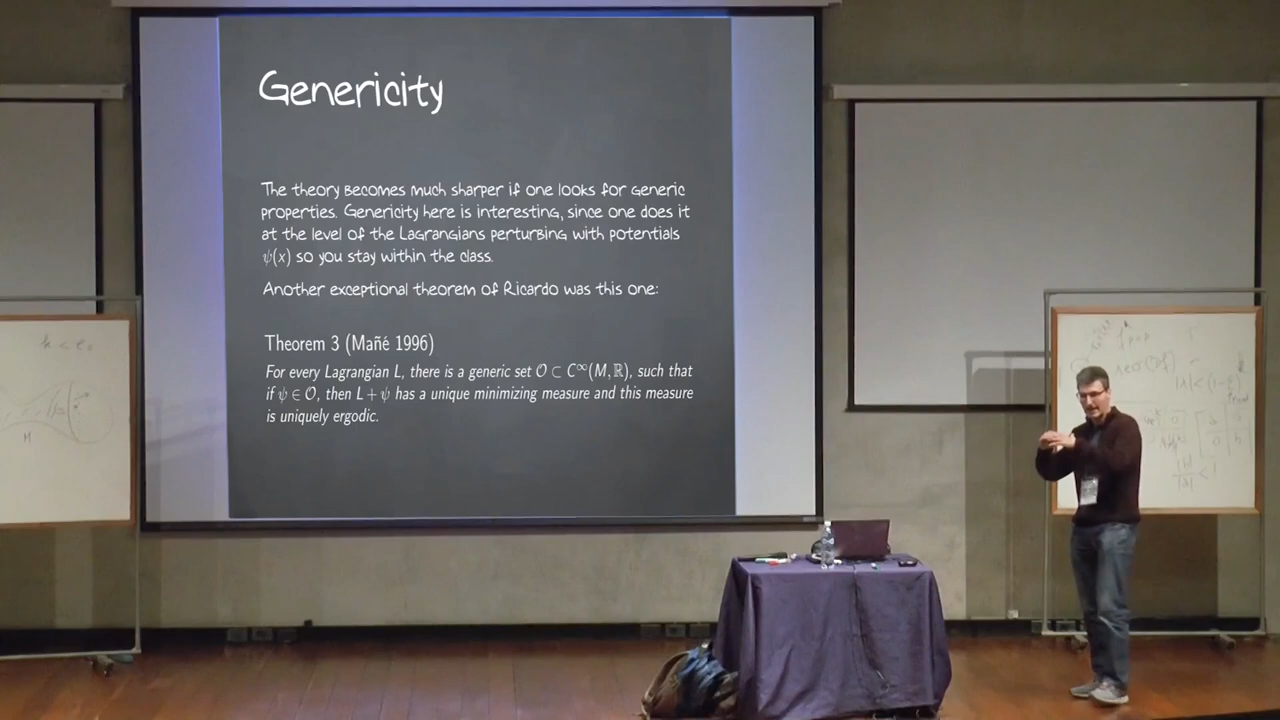 Genericity
The theory becomes much sharper if one looks for generic
properties. Genericity here is interesting, since one does it
at the level of the Lagrangians perturbing with potentials
ψ(x) so you stay within the class.
Another exceptional theorem of Ricardo was this one:
Theorem 3 (Mañé 1996)
For every Lagrangian L, there is a generic set O ⊂ C^∞(M, ℝ), such that
if ψ ∈ O, then L + ψ has a unique minimizing measure and this measure
is uniquely ergodic.
M